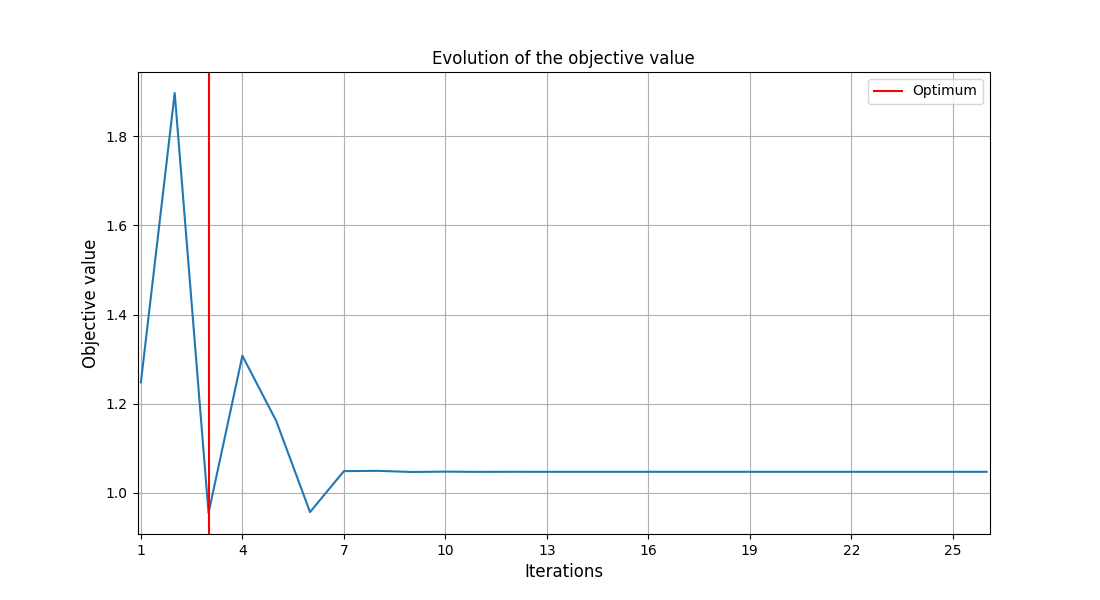 Evolution of the objective value
Optimum
Objective value
1.8
1.6
1.4
1.2
1.0
1 4 7 10 13 16 19 22 25
Iterations